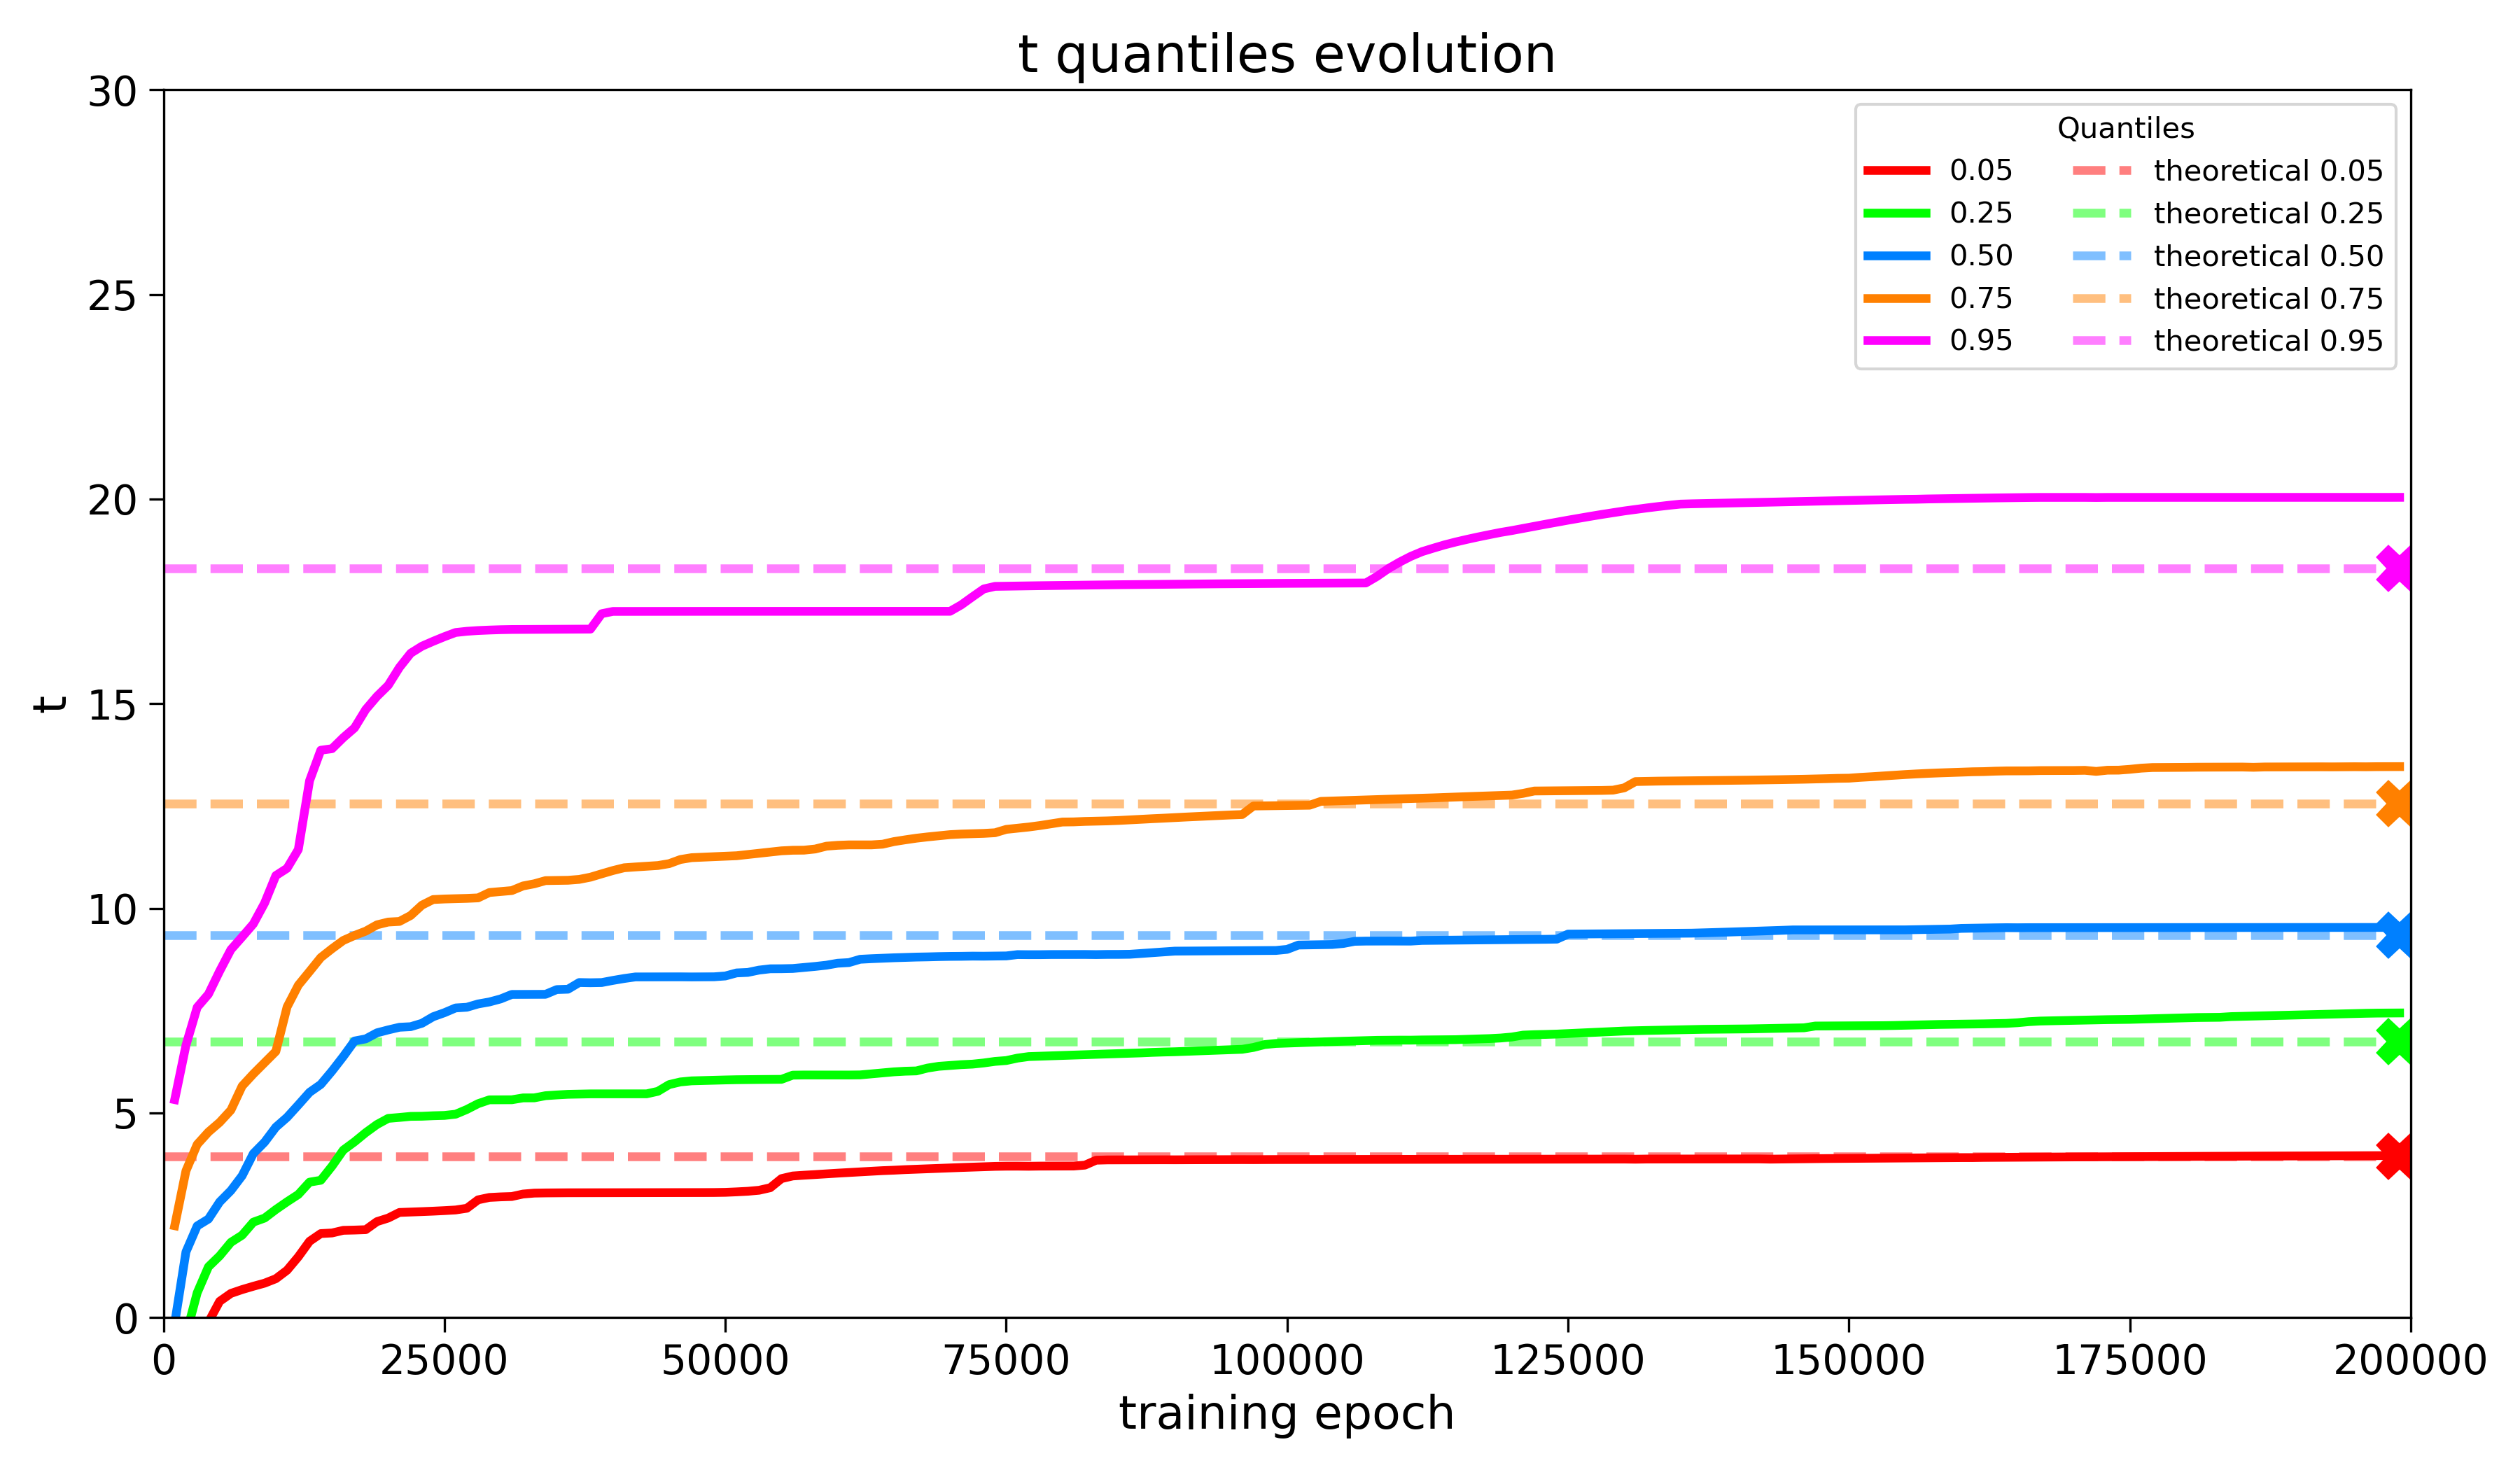 t quantiles evolution
30
25
20
15
10
5
0
t
Quantiles
0.05 theoretical 0.05
0.25 theoretical 0.25
0.50 theoretical 0.50
0.75 theoretical 0.75
0.95 theoretical 0.95
0 25000 50000 75000 100000 125000 150000 175000 200000
training epoch